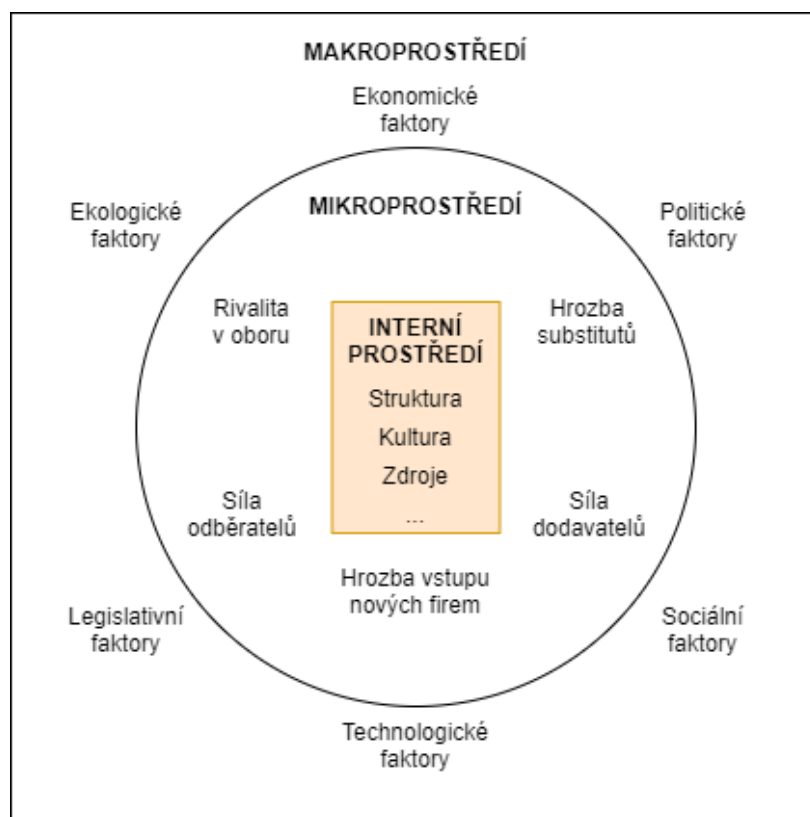 MAKROPROSTŘEDÍ
Ekonomické
faktory
Ekologické
faktory
MIKROPROSTŘEDÍ
Politické
faktory
Rivalita
v oboru
INTERNÍ
PROSTŘEDÍ
Struktura
Kultura
Zdroje
...
Hrozba
substitutů
Síla
odběratelů
Síla
dodavatelů
Hrozba vstupu
nových firem
Legislativní
faktory
Sociální
faktory
Technologické
faktory